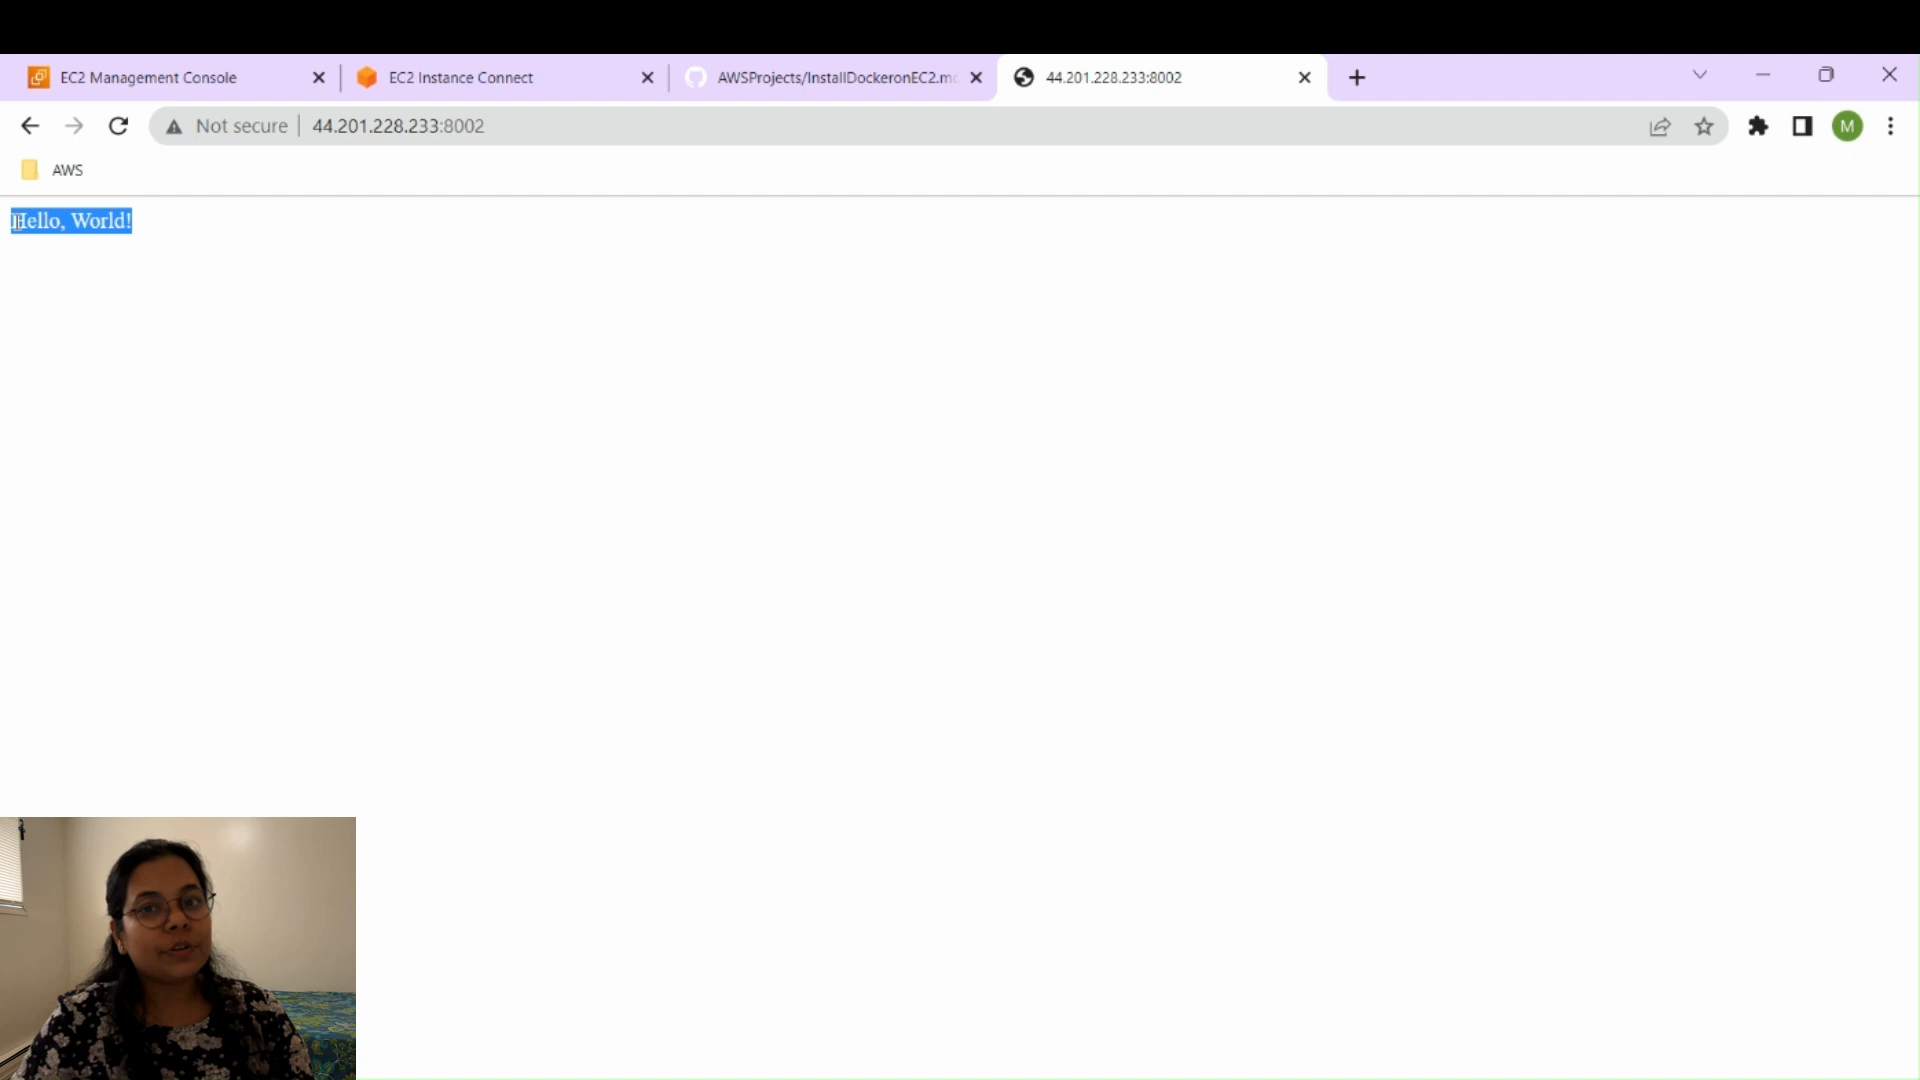 EC2 Management Console
EC2 Instance Connect
AWSProjects/InstallDockeronEC2.mc
44.201.228.233:8002
Not secure
44.201.228.233:8002
M
AWS
Hello, World!